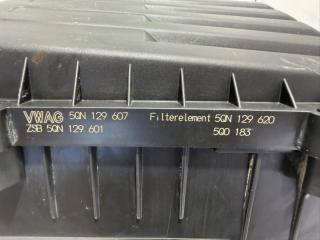 VWAG 5QN 129 607 Filterelement 5QN 129 620
ZSB 5QN 129 601 5Q0 183